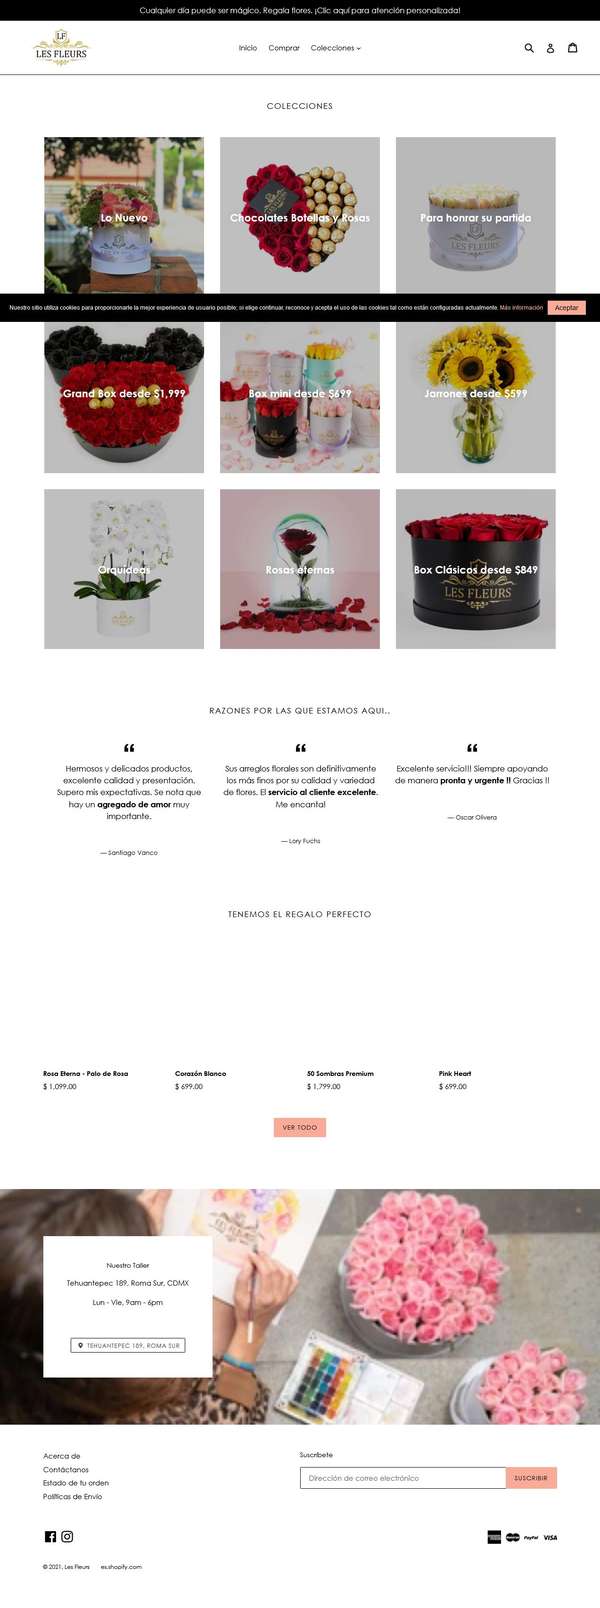 Cualquier día puede ser mágico. Regala flores. ¡Clic aquí para atención personalizada!
LF
LES FLEURS
Inicio Comprar Colecciones
COLECCIONES
Lo Nuevo
Chocolates Botellas y Rosas
Para honrar su partida
LES FLEURS
Nuestro sitio utiliza cookies para proporcionarle la mejor experiencia de usuario posible; si elige continuar, reconoce y acepta el uso de las cookies tal como están configuradas actualmente. Más información Aceptar
Grand Box desde $1,999
Box mini desde $699
Jarrones desde $599
Orquídeas
Rosas eternas
Box Clásicos desde $849
LES FLEURS
RAZONES POR LAS QUE ESTAMOS AQUI..
Hermosos y delicados productos,
excelente calidad y presentación.
Supero mis expectativas. Se nota que
hay un agregado de amor muy
importante.
— Santiago Vanco
Sus arreglos florales son definitivamente
los más finos por su calidad y variedad
de flores. El servicio al cliente excelente.
Me encanta!
— Lory Fuchs
Excelente servicio!!! Siempre apoyando
de manera pronta y urgente !! Gracias !!
— Oscar Olivera
TENEMOS EL REGALO PERFECTO
Rosa Eterna - Palo de Rosa
$ 1,099.00
Corazón Blanco
$ 699.00
50 Sombras Premium
$ 1,799.00
Pink Heart
$ 699.00
VER TODO
Nuestro Taller
Tehuantepec 189, Roma Sur, CDMX
Lun - Vie, 9am - 6pm
TEHUANTEPEC 189, ROMA SUR
Acerca de
Contáctanos
Estado de tu orden
Políticas de Envío
Suscríbete
Dirección de correo electrónico
SUSCRIBIR
PayPal VISA
© 2021, Les Fleurs es.shopify.com